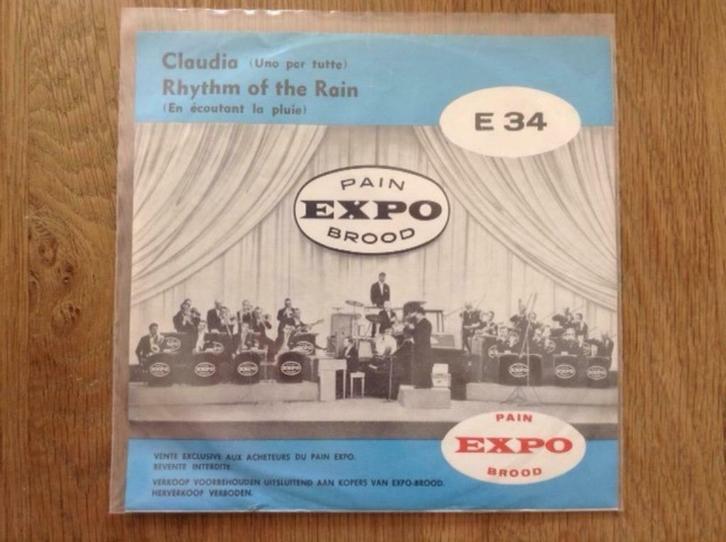 Claudia (Uno per tutte)
Rhythm of the Rain
(En écoutant la pluie)
E 34
PAIN
EXPO
BROOD
PAIN
EXPO
BROOD
VENTE EXCLUSIVE AUX ACHETEURS DU PAIN EXPO.
REVENTE INTERDITE.
VERKOOP VOORBEHOUDEN UITSLUITEND AAN KOPERS VAN EXPO-BROOD.
HERVERKOOP VERBODEN.